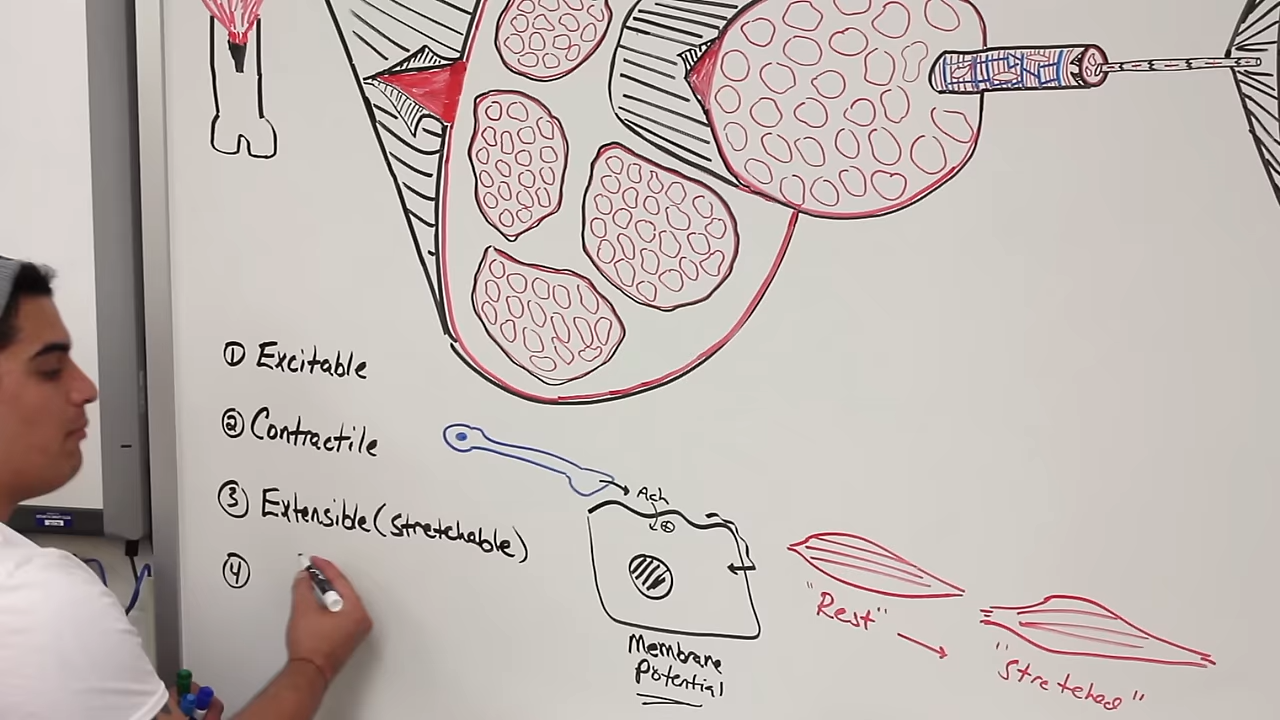 ① Excitable
② Contractile
③ Extensible (stretchable)
④
Ach
⊕
Membrane
Potential
"Rest"
"Stretched"